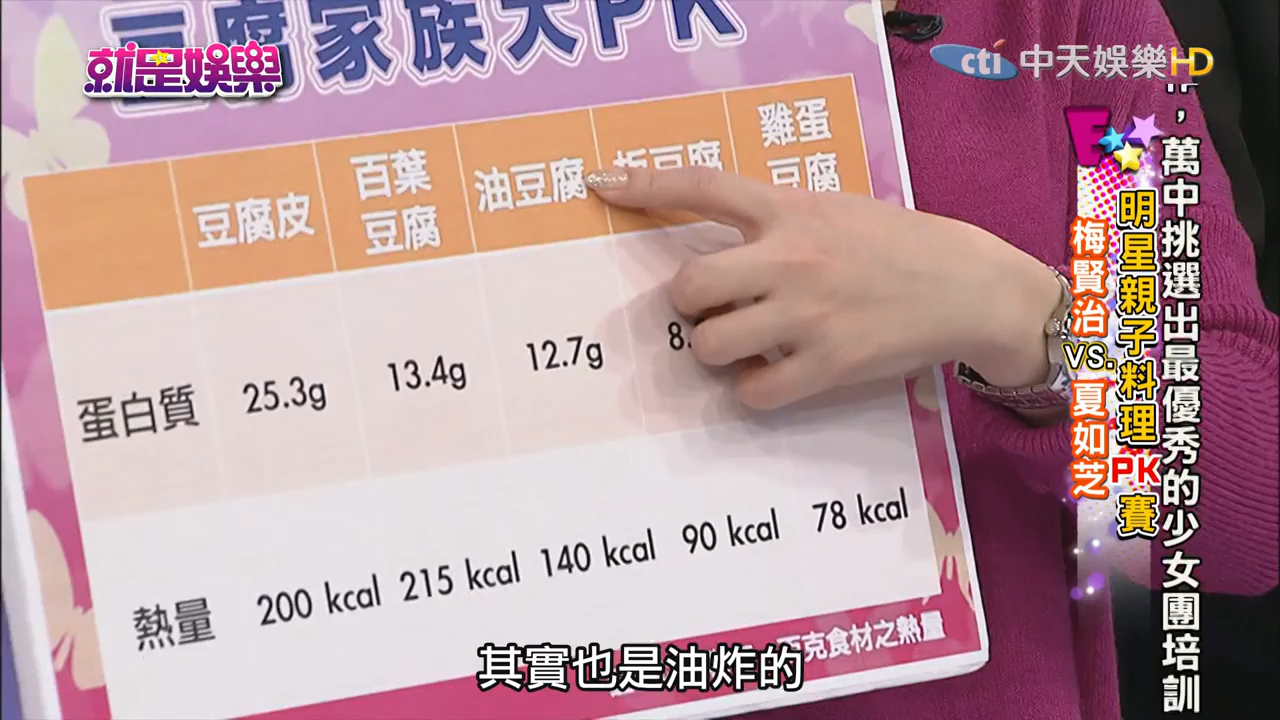 就是娛樂
豆腐家族大PK
cti 中天娛樂HD
豆腐皮
百葉
豆腐
油豆腐
板豆腐
雞蛋
豆腐
蛋白質
25.3g
13.4g
12.7g
8.
熱量
200 kcal
215 kcal
140 kcal
90 kcal
78 kcal
克食材之熱量
其實也是油炸的
，萬中挑選出最優秀的少女團培訓
明星親子料理PK賽
梅賢治VS.夏如芝